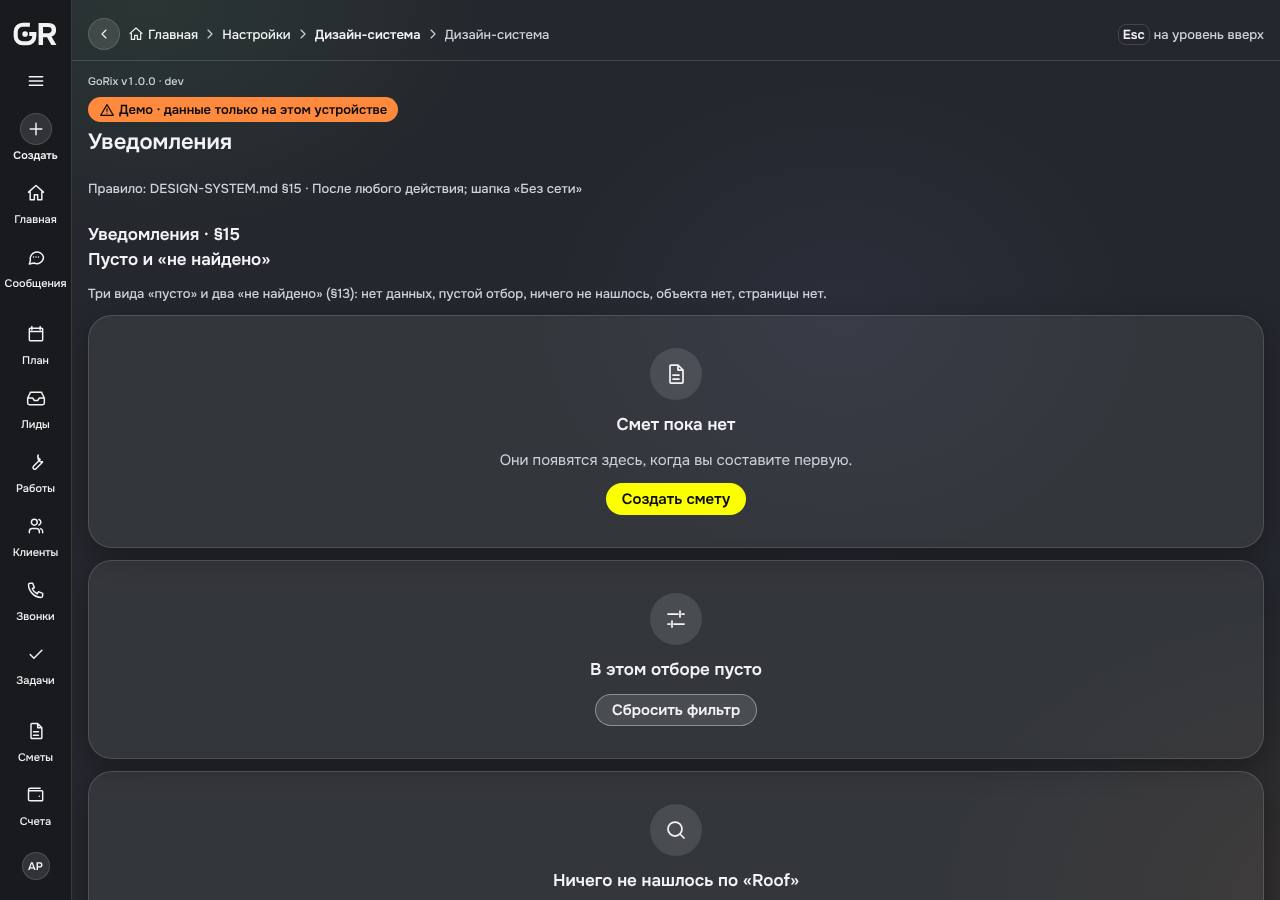 GR
Создать
Главная
Сообщения
План
Лиды
Работы
Клиенты
Звонки
Задачи
Сметы
Счета
AP
Главная
Настройки
Дизайн-система
Дизайн-система
Esc на уровень вверх
GoRix v1.0.0 · dev
Демо · данные только на этом устройстве
Уведомления
Правило: DESIGN-SYSTEM.md §15 · После любого действия; шапка «Без сети»
Уведомления · §15
Пусто и «не найдено»
Три вида «пусто» и два «не найдено» (§13): нет данных, пустой отбор, ничего не нашлось, объекта нет, страницы нет.
Смет пока нет
Они появятся здесь, когда вы составите первую.
Создать смету
В этом отборе пусто
Сбросить фильтр
Ничего не нашлось по «Roof»